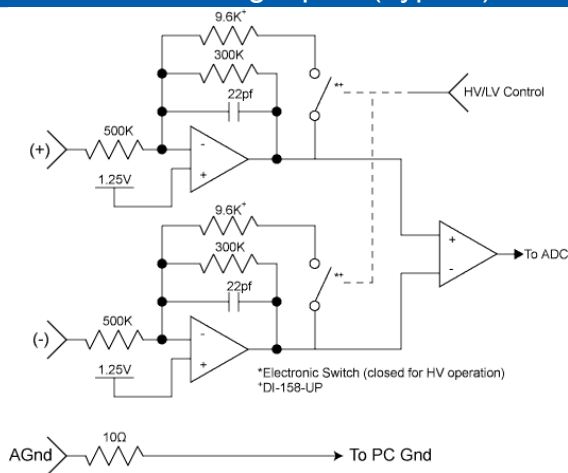 9.6K+
300K
**
HV/LV Control
22pf
500K
(+)
-
+
1.25V
9.6K+
+
-
To ADC
300K
**
22pf
500K
(-)
-
+
1.25V
*Electronic Switch (closed for HV operation)
+DI-158-UP
10Ω
AGnd
To PC Gnd